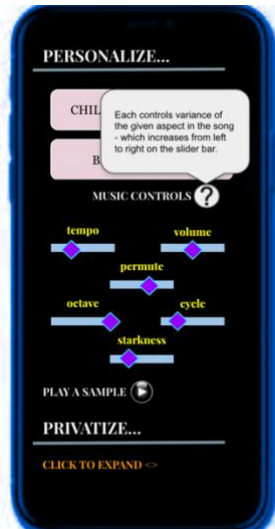 PERSONALIZE...
CHIL
Each controls variance of
the given aspect in the song
- which increases from left
to right on the slider bar.
B
MUSIC CONTROLS ?
tempo volume
permute
octave cycle
starkness
PLAY A SAMPLE
PRIVATIZE...
CLICK TO EXPAND <>